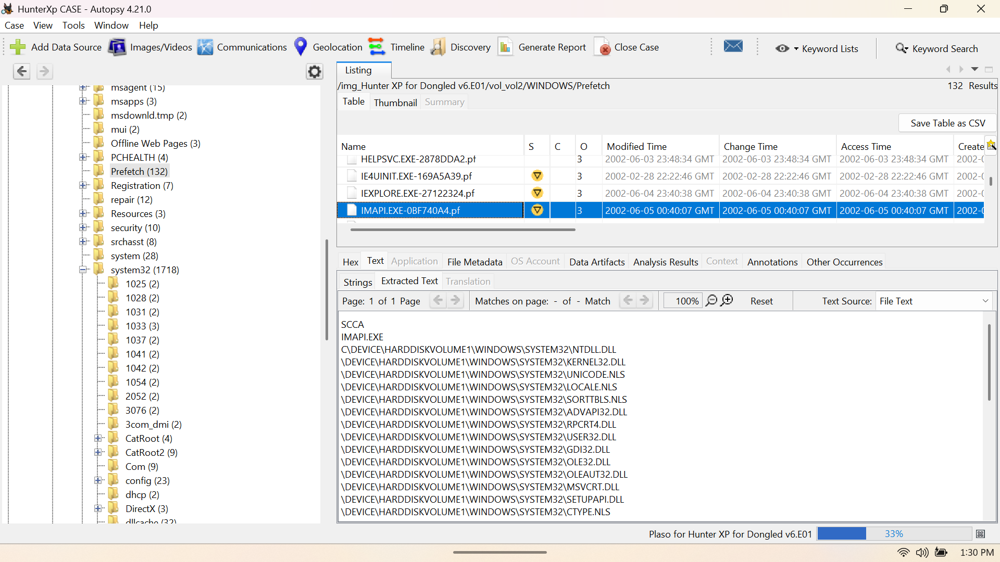 HunterXp CASE - Autopsy 4.21.0
Case View Tools Window Help
Add Data Source Images/Videos Communications Geolocation Timeline Discovery Generate Report Close Case Keyword Lists Keyword Search
msagent (15)
msapps (3)
msdownld.tmp (2)
mui (2)
Offline Web Pages (3)
PCHEALTH (4)
Prefetch (132)
Registration (7)
repair (12)
Resources (3)
security (10)
srchasst (8)
system (28)
system32 (1718)
1025 (2)
1028 (2)
1031 (2)
1033 (3)
1037 (2)
1041 (2)
1042 (2)
1054 (2)
2052 (2)
3076 (2)
3com_dmi (2)
CatRoot (4)
CatRoot2 (9)
Com (9)
config (23)
dhcp (2)
DirectX (3)
dllcache (32)
Listing
/img_Hunter XP for Dongled v6.E01/vol_vol2/WINDOWS/Prefetch 132 Results
Table Thumbnail Summary
Save Table as CSV
Name S C O Modified Time Change Time Access Time Create
HELPSVC.EXE-2878DDA2.pf 3 2002-06-03 23:48:34 GMT 2002-06-03 23:48:34 GMT 2002-06-03 23:48:34 GMT 2002-0
IE4UINIT.EXE-169A5A39.pf 3 2002-02-28 22:22:46 GMT 2002-02-28 22:22:46 GMT 2002-02-28 22:22:46 GMT 2002-0
IEXPLORE.EXE-27122324.pf 3 2002-06-04 23:40:38 GMT 2002-06-04 23:40:38 GMT 2002-06-04 23:40:38 GMT 2002-0
IMAPI.EXE-0BF740A4.pf 3 2002-06-05 00:40:07 GMT 2002-06-05 00:40:07 GMT 2002-06-05 00:40:07 GMT 2002-0
Hex Text Application File Metadata OS Account Data Artifacts Analysis Results Context Annotations Other Occurrences
Strings Extracted Text Translation
Page: 1 of 1 Page Matches on page: - of - Match 100% Reset Text Source: File Text
SCCA
IMAPI.EXE
C\DEVICE\HARDDISKVOLUME1\WINDOWS\SYSTEM32\NTDLL.DLL
\DEVICE\HARDDISKVOLUME1\WINDOWS\SYSTEM32\KERNEL32.DLL
\DEVICE\HARDDISKVOLUME1\WINDOWS\SYSTEM32\UNICODE.NLS
\DEVICE\HARDDISKVOLUME1\WINDOWS\SYSTEM32\LOCALE.NLS
\DEVICE\HARDDISKVOLUME1\WINDOWS\SYSTEM32\SORTTBLS.NLS
\DEVICE\HARDDISKVOLUME1\WINDOWS\SYSTEM32\ADVAPI32.DLL
\DEVICE\HARDDISKVOLUME1\WINDOWS\SYSTEM32\RPCRT4.DLL
\DEVICE\HARDDISKVOLUME1\WINDOWS\SYSTEM32\USER32.DLL
\DEVICE\HARDDISKVOLUME1\WINDOWS\SYSTEM32\GDI32.DLL
\DEVICE\HARDDISKVOLUME1\WINDOWS\SYSTEM32\OLE32.DLL
\DEVICE\HARDDISKVOLUME1\WINDOWS\SYSTEM32\OLEAUT32.DLL
\DEVICE\HARDDISKVOLUME1\WINDOWS\SYSTEM32\MSVCRT.DLL
\DEVICE\HARDDISKVOLUME1\WINDOWS\SYSTEM32\SETUPAPI.DLL
\DEVICE\HARDDISKVOLUME1\WINDOWS\SYSTEM32\CTYPE.NLS
Plaso for Hunter XP for Dongled v6.E01 33%
1:30 PM